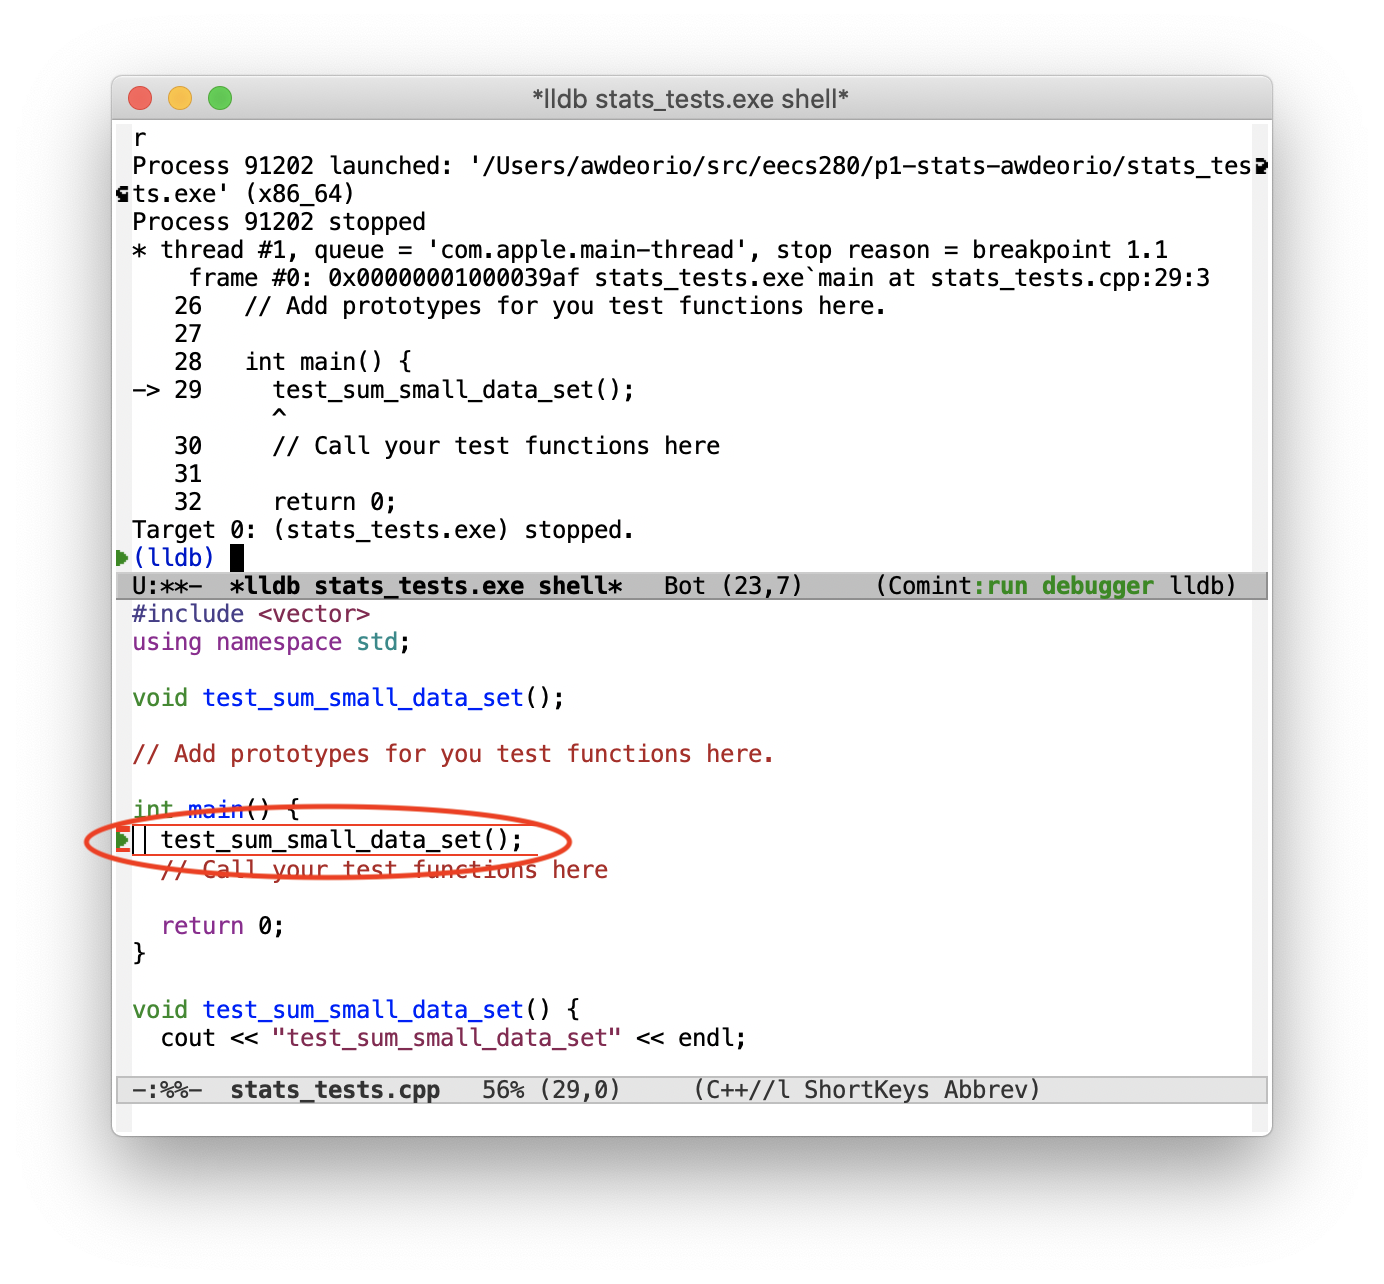 *lldb stats_tests.exe shell*
r
Process 91202 launched: '/Users/awdeorio/src/eecs280/p1-stats-awdeorio/stats_tes
ts.exe' (x86_64)
Process 91202 stopped
* thread #1, queue = 'com.apple.main-thread', stop reason = breakpoint 1.1
    frame #0: 0x00000001000039af stats_tests.exe`main at stats_tests.cpp:29:3
   26   // Add prototypes for you test functions here.
   27
   28   int main() {
-> 29     test_sum_small_data_set();
          ^
   30     // Call your test functions here
   31
   32     return 0;
Target 0: (stats_tests.exe) stopped.
(lldb)
U:**-  *lldb stats_tests.exe shell*   Bot (23,7)    (Comint:run debugger lldb)
#include <vector>
using namespace std;
void test_sum_small_data_set();
// Add prototypes for you test functions here.
int main() {
  test_sum_small_data_set();
  // Call your test functions here
  return 0;
}
void test_sum_small_data_set() {
  cout << "test_sum_small_data_set" << endl;
-:%%-  stats_tests.cpp   56% (29,0)     (C++//l ShortKeys Abbrev)